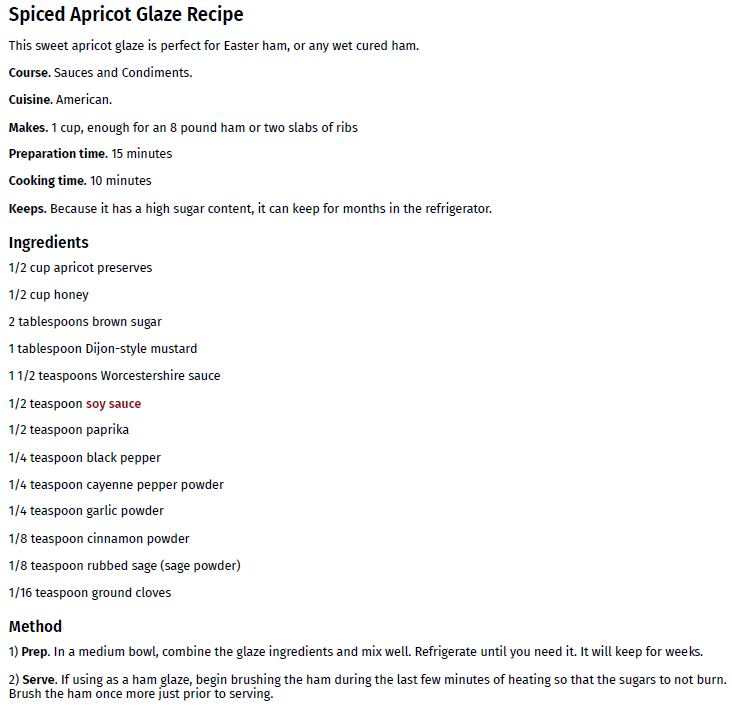 Spiced Apricot Glaze Recipe
This sweet apricot glaze is perfect for Easter ham, or any wet cured ham.
Course. Sauces and Condiments.
Cuisine. American.
Makes. 1 cup, enough for an 8 pound ham or two slabs of ribs
Preparation time. 15 minutes
Cooking time. 10 minutes
Keeps. Because it has a high sugar content, it can keep for months in the refrigerator.
Ingredients
1/2 cup apricot preserves
1/2 cup honey
2 tablespoons brown sugar
1 tablespoon Dijon-style mustard
1 1/2 teaspoons Worcestershire sauce
1/2 teaspoon soy sauce
1/2 teaspoon paprika
1/4 teaspoon black pepper
1/4 teaspoon cayenne pepper powder
1/4 teaspoon garlic powder
1/8 teaspoon cinnamon powder
1/8 teaspoon rubbed sage (sage powder)
1/16 teaspoon ground cloves
Method
1) Prep. In a medium bowl, combine the glaze ingredients and mix well. Refrigerate until you need it. It will keep for weeks.
2) Serve. If using as a ham glaze, begin brushing the ham during the last few minutes of heating so that the sugars to not burn.
Brush the ham once more just prior to serving.